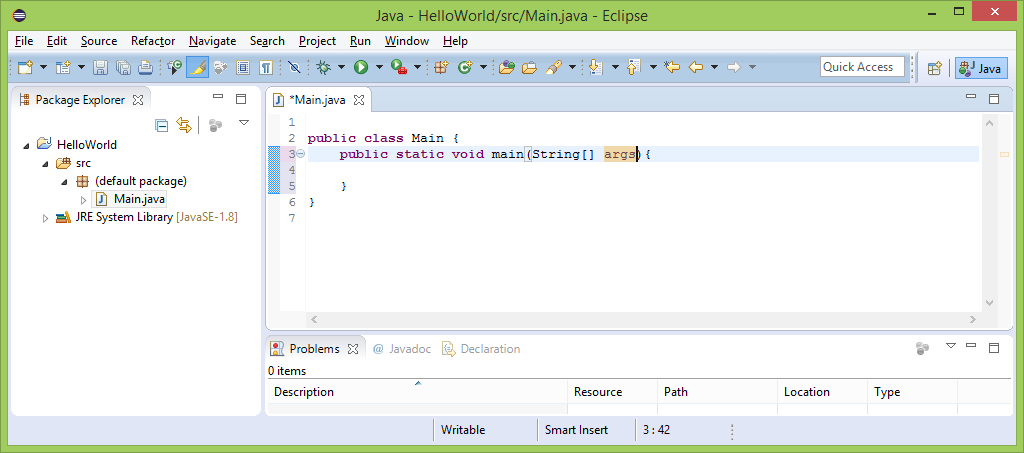 Java - HelloWorld/src/Main.java - Eclipse
File Edit Source Refactor Navigate Search Project Run Window Help
Quick Access Java
Package Explorer
HelloWorld
src
(default package)
Main.java
JRE System Library [JavaSE-1.8]
*Main.java
1
2 public class Main {
3 public static void main(String[] args){
4
5 }
6 }
7
Problems @ Javadoc Declaration
0 items
Description Resource Path Location Type
Writable Smart Insert 3 : 42